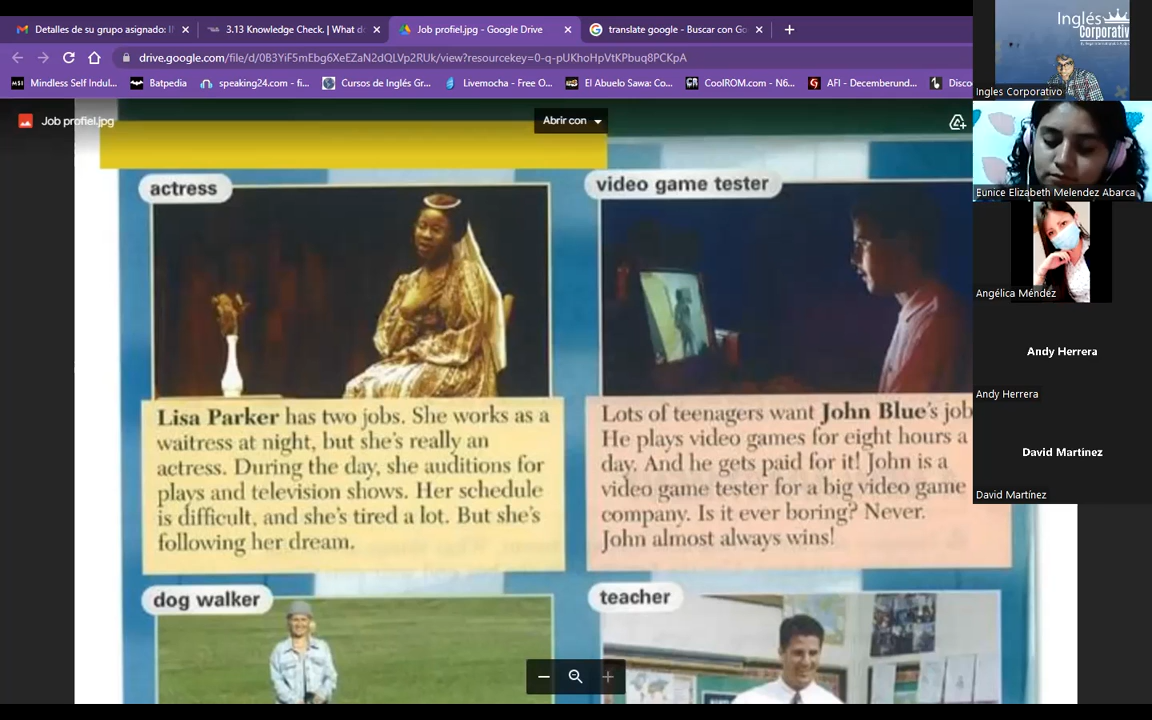 Detalles de su grupo asignado: I
3.13 Knowledge Check. | What d
Job profiel.jpg - Google Drive
translate google - Buscar con Go
drive.google.com/file/d/0B3YiF5mEbg6XeEZaN2dQLVp2RUk/view?resourcekey=0-q-pUKhoHpVtKPbuq8PCKpA
Mindless Self Indul...
Batpedia
speaking24.com - fi...
Cursos de Inglés Gr...
Livemocha - Free O...
El Abuelo Sawa: Co...
CoolROM.com - N6...
AFI - Decemberund...
Disco
Job profiel.jpg
Abrir con
actress
Lisa Parker has two jobs. She works as a
waitress at night, but she's really an
actress. During the day, she auditions for
plays and television shows. Her schedule
is difficult, and she's tired a lot. But she's
following her dream.
video game tester
Lots of teenagers want John Blue's job
He plays video games for eight hours a
day. And he gets paid for it! John is a
video game tester for a big video game
company. Is it ever boring? Never.
John almost always wins!
dog walker
teacher
Inglés
Corporativ
Ingles Corporativo
Eunice Elizabeth Melendez Abarca
Angélica Méndez
Andy Herrera
Andy Herrera
David Martinez
David Martínez